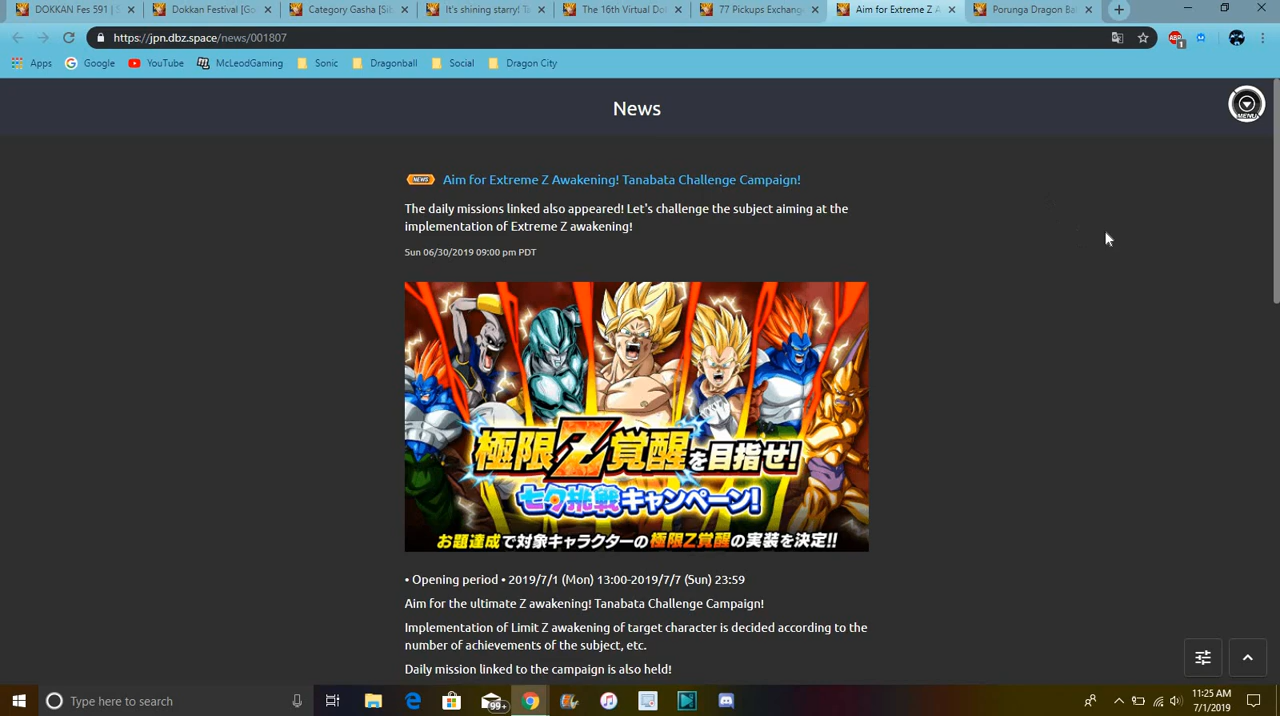 DOKKAN Fes 591 | S
Dokkan Festival [Go
Category Gasha [Sib
It's shining starry! Ta
The 16th Virtual Dok
77 Pickups Exchang
Aim for Extreme Z A
Porunga Dragon Ba
https://jpn.dbz.space/news/001807
ABP
1
Apps
Google
YouTube
McLeodGaming
Sonic
Dragonball
Social
Dragon City
News
MENU
NEWS
Aim for Extreme Z Awakening! Tanabata Challenge Campaign!
The daily missions linked also appeared! Let's challenge the subject aiming at the
implementation of Extreme Z awakening!
Sun 06/30/2019 09:00 pm PDT
極限Z覚醒を目指せ!
七夕挑戦キャンペーン!
お題達成で対象キャラクターの極限Z覚醒の実装を決定!!
• Opening period • 2019/7/1 (Mon) 13:00-2019/7/7 (Sun) 23:59
Aim for the ultimate Z awakening! Tanabata Challenge Campaign!
Implementation of Limit Z awakening of target character is decided according to the
number of achievements of the subject, etc.
Daily mission linked to the campaign is also held!
Type here to search
99+
11:25 AM
7/1/2019